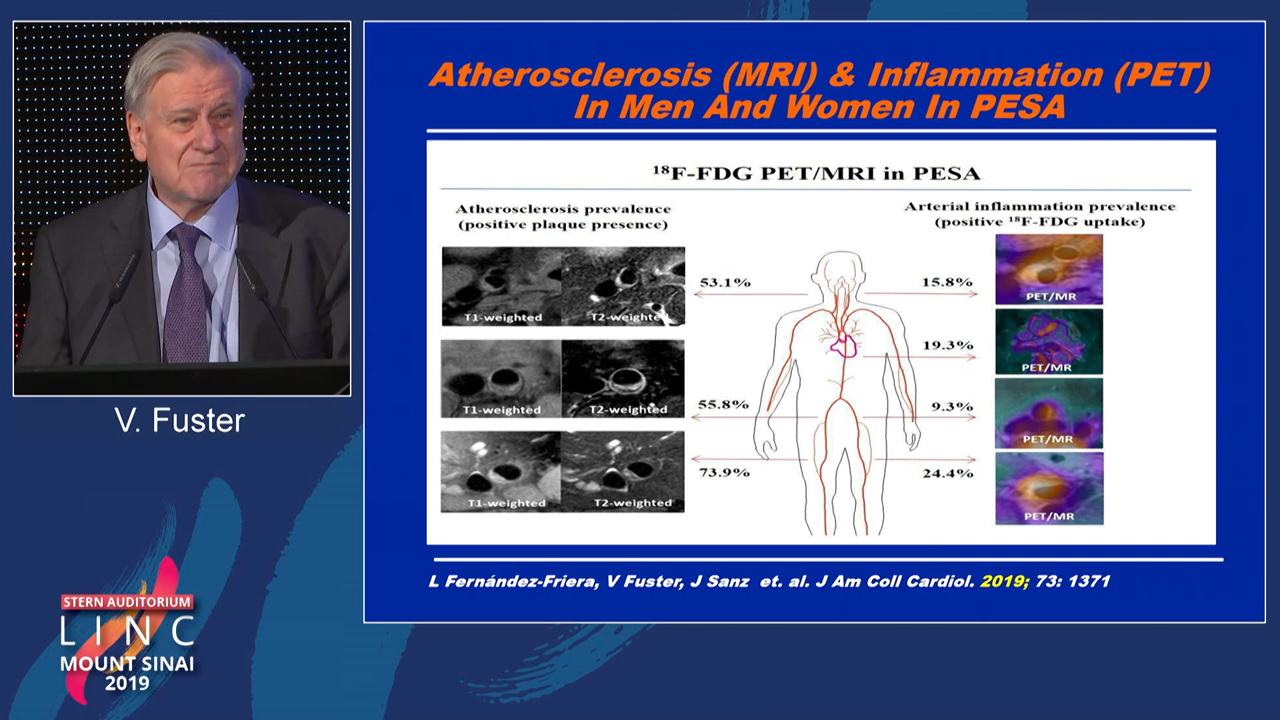 V. Fuster
STERN AUDITORIUM
LINC
MOUNT SINAI
2019
Atherosclerosis (MRI) & Inflammation (PET)
In Men And Women In PESA
¹⁸F-FDG PET/MRI in PESA
Atherosclerosis prevalence
(positive plaque presence)
T1-weighted
T2-weighted
T1-weighted
T2-weighted
T1-weighted
T2-weighted
53.1%
55.8%
73.9%
Arterial inflammation prevalence
(positive ¹⁸F-FDG uptake)
15.8%
19.3%
9.3%
24.4%
PET/MR
PET/MR
PET/MR
PET/MR
L Fernández-Friera, V Fuster, J Sanz et. al. J Am Coll Cardiol. 2019; 73: 1371